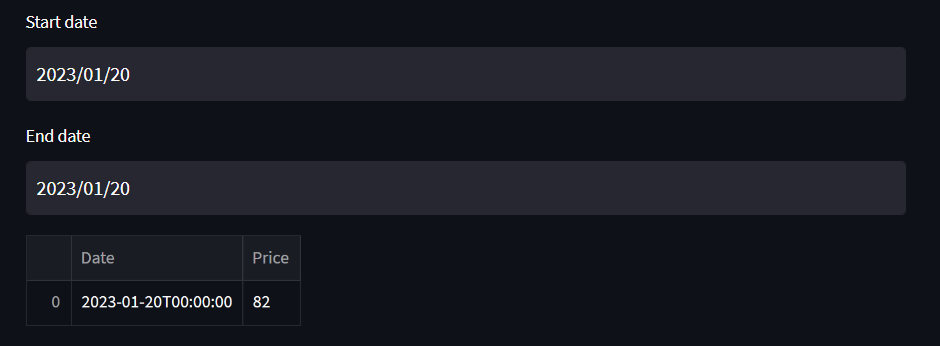 Start date
2023/01/20
End date
2023/01/20
Date Price
0 2023-01-20T00:00:00 82